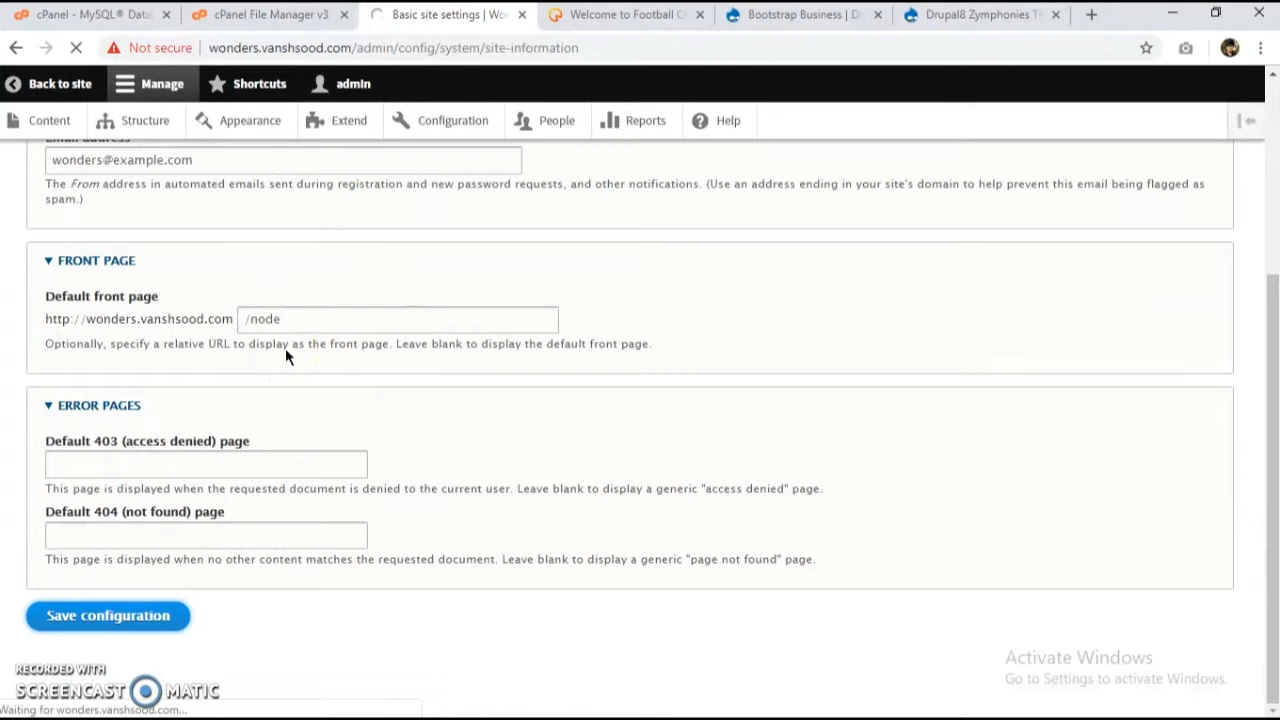 cPanel - MySQL® Data
cPanel File Manager v3
Basic site settings | Wo
Welcome to Football C
Bootstrap Business | D
Drupal8 Zymphonies T
Not secure | wonders.vanshsood.com/admin/config/system/site-information
Back to site Manage Shortcuts admin
Content Structure Appearance Extend Configuration People Reports Help
Email address
wonders@example.com
The From address in automated emails sent during registration and new password requests, and other notifications. (Use an address ending in your site's domain to help prevent this email being flagged as
spam.)
▼ FRONT PAGE
Default front page
http://wonders.vanshsood.com /node
Optionally, specify a relative URL to display as the front page. Leave blank to display the default front page.
▼ ERROR PAGES
Default 403 (access denied) page
This page is displayed when the requested document is denied to the current user. Leave blank to display a generic "access denied" page.
Default 404 (not found) page
This page is displayed when no other content matches the requested document. Leave blank to display a generic "page not found" page.
Save configuration
Activate Windows
Go to Settings to activate Windows.
RECORDED WITH
SCREENCAST MATIC
Waiting for wonders.vanshsood.com...